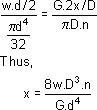 w.d/2 = G.2x/D
πd⁴/32 πD.n
Thus,
x = 8w.D³.n
G.d⁴